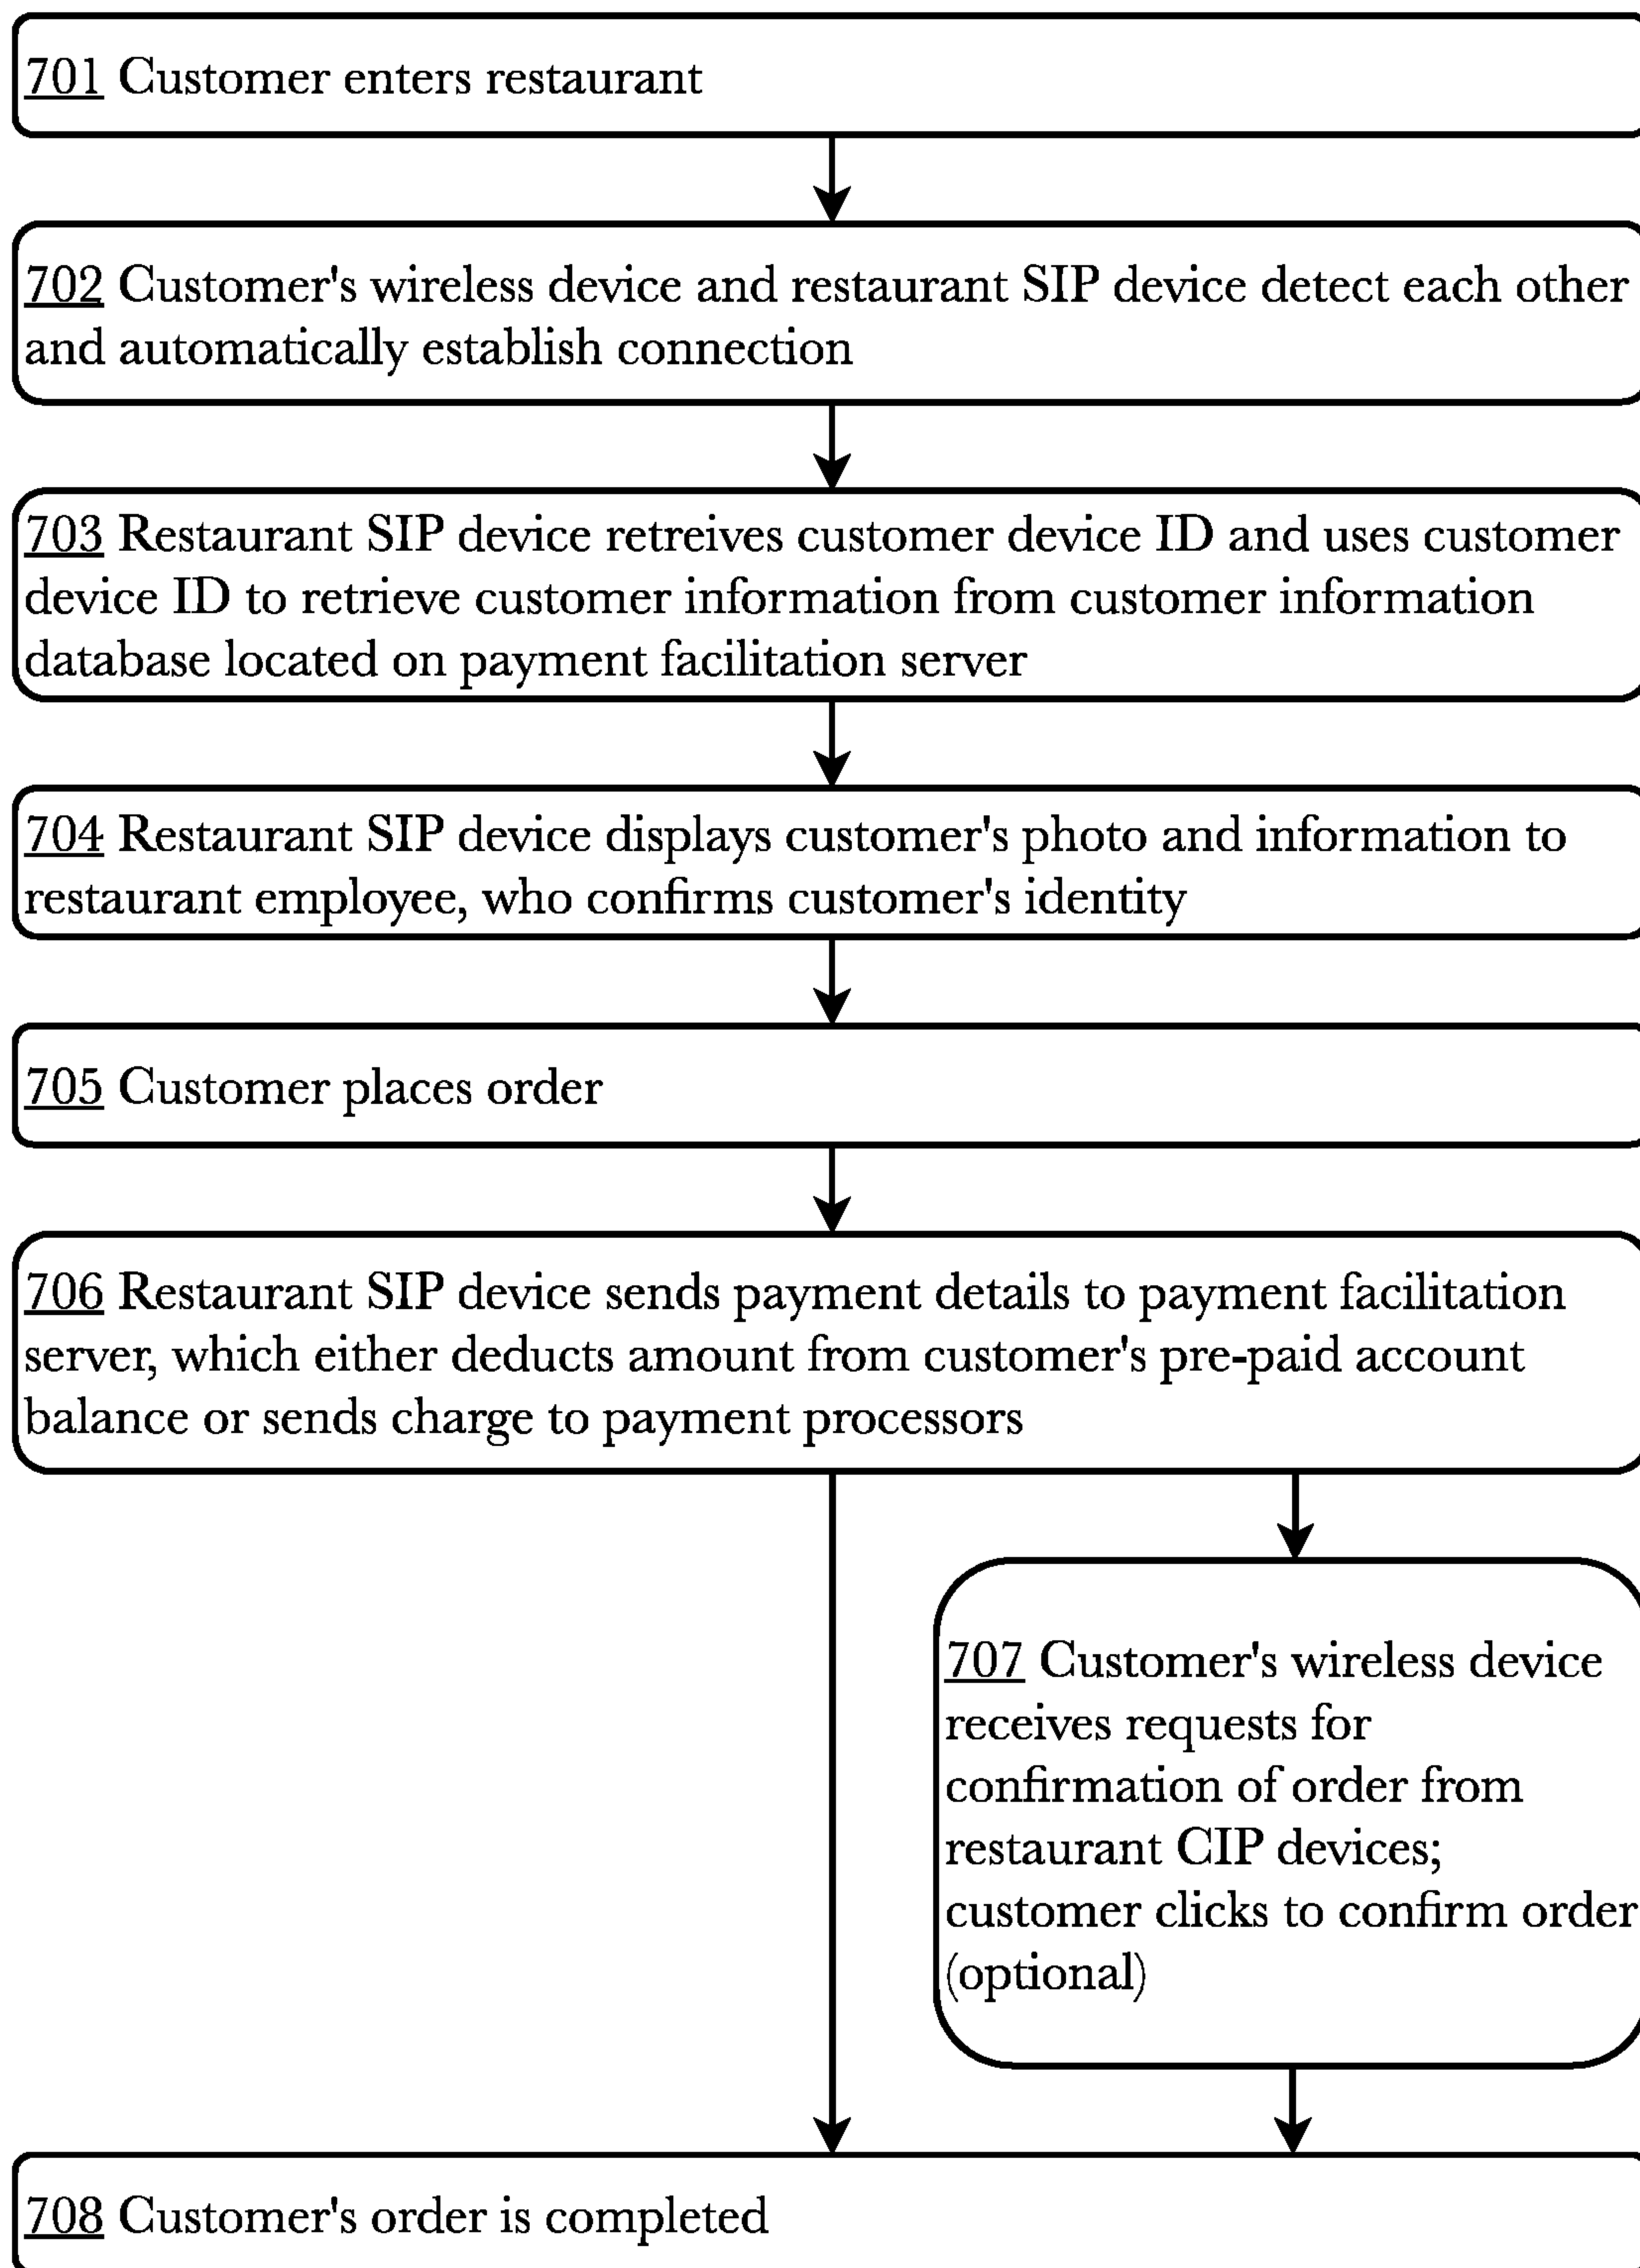 701 Customer enters restaurant
702 Customer's wireless device and restaurant SIP device detect each other
and automatically establish connection
703 Restaurant SIP device retreives customer device ID and uses customer
device ID to retrieve customer information from customer information
database located on payment facilitation server
704 Restaurant SIP device displays customer's photo and information to
restaurant employee, who confirms customer's identity
705 Customer places order
706 Restaurant SIP device sends payment details to payment facilitation
server, which either deducts amount from customer's pre-paid account
balance or sends charge to payment processors
707 Customer's wireless device
receives requests for
confirmation of order from
restaurant CIP devices;
customer clicks to confirm order
(optional)
708 Customer's order is completed